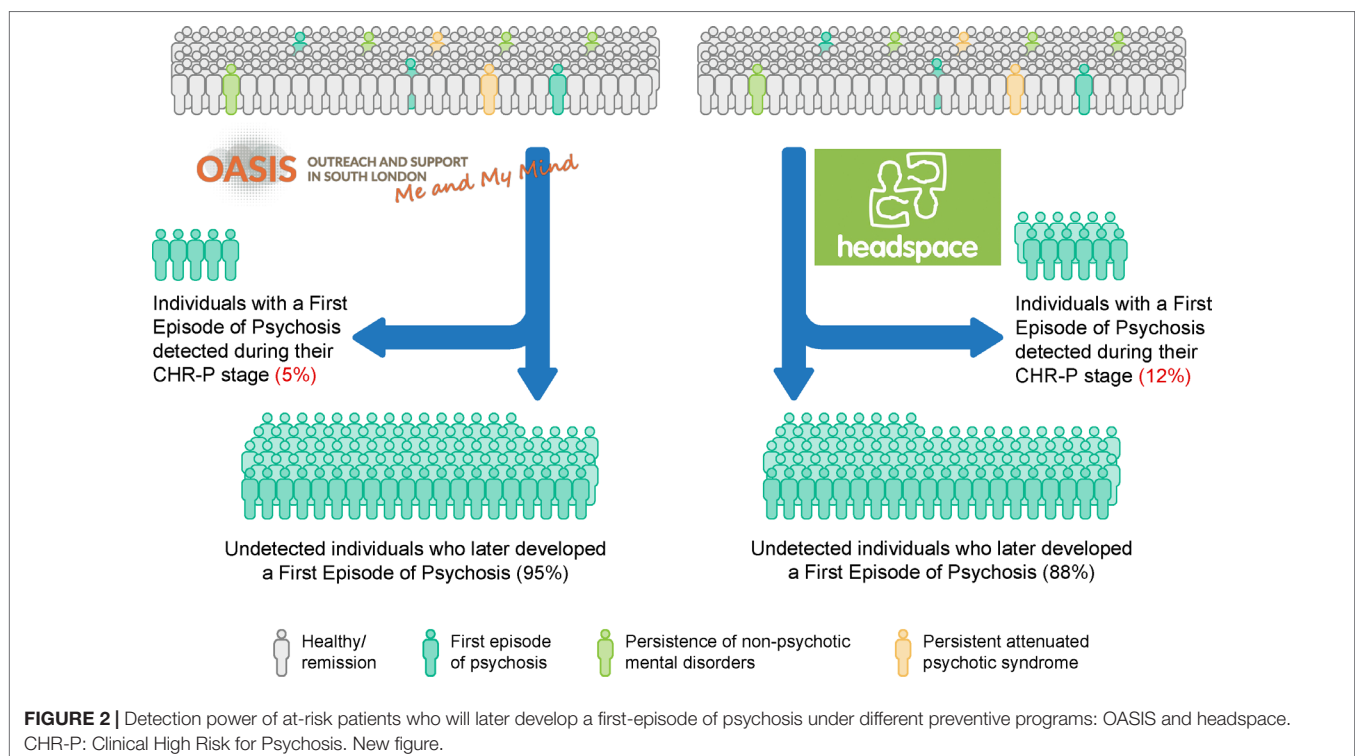 OASIS
OUTREACH AND SUPPORT
IN SOUTH LONDON
Me and My Mind
headspace
Individuals with a First
Episode of Psychosis
detected during their
CHR-P stage (5%)
Individuals with a First
Episode of Psychosis
detected during their
CHR-P stage (12%)
Undetected individuals who later developed
a First Episode of Psychosis (95%)
Undetected individuals who later developed
a First Episode of Psychosis (88%)
Healthy/
remission
First episode
of psychosis
Persistence of non-psychotic
mental disorders
Persistent attenuated
psychotic syndrome
FIGURE 2 | Detection power of at-risk patients who will later develop a first-episode of psychosis under different preventive programs: OASIS and headspace.
CHR-P: Clinical High Risk for Psychosis. New figure.